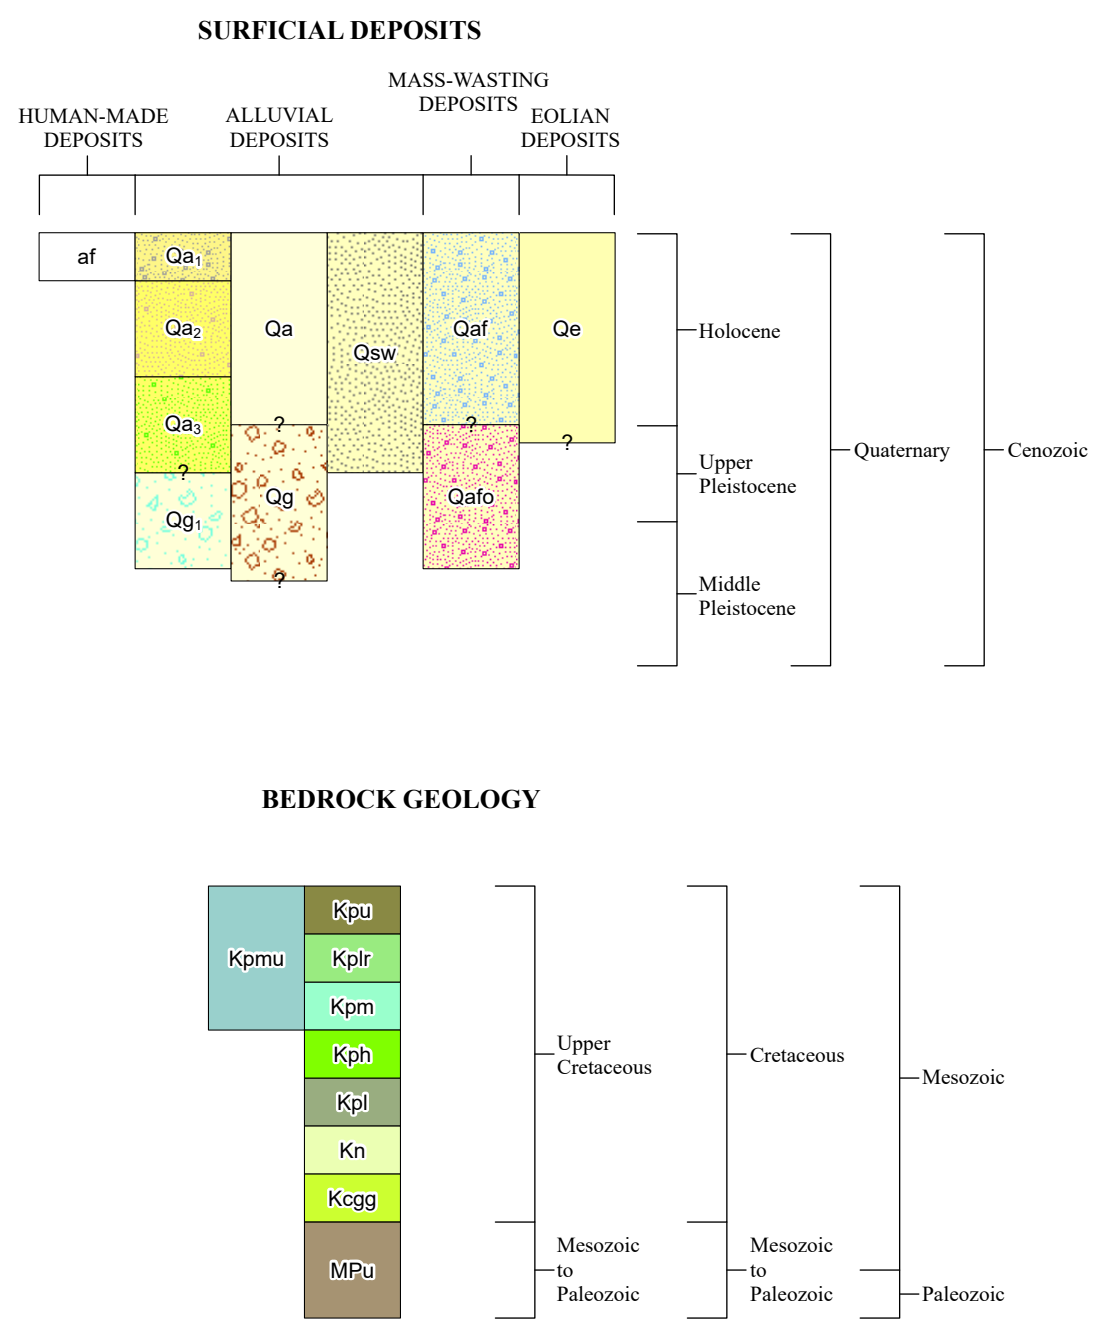 SURFICIAL DEPOSITS
MASS-WASTING
DEPOSITS
HUMAN-MADE
DEPOSITS
ALLUVIAL
DEPOSITS
EOLIAN
DEPOSITS
af
Qa1
Qa2
Qa3
?
Qg1
Qa
?
Qg
?
Qsw
Qaf
?
Qafo
Qe
?
Holocene
Upper
Pleistocene
Middle
Pleistocene
Quaternary
Cenozoic
BEDROCK GEOLOGY
Kpmu
Kpu
Kplr
Kpm
Kph
Kpl
Kn
Kcgg
MPu
Upper
Cretaceous
Mesozoic
to
Paleozoic
Cretaceous
Mesozoic
to
Paleozoic
Mesozoic
Paleozoic